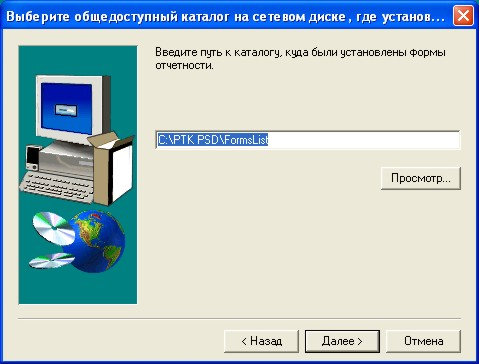 Выберите общедоступный каталог на сетевом диске, где установ...
Введите путь к каталогу, куда были установлены формы
отчетности.
C:\PTK PSD\FormsList
Просмотр...
< Назад
Далее >
Отмена